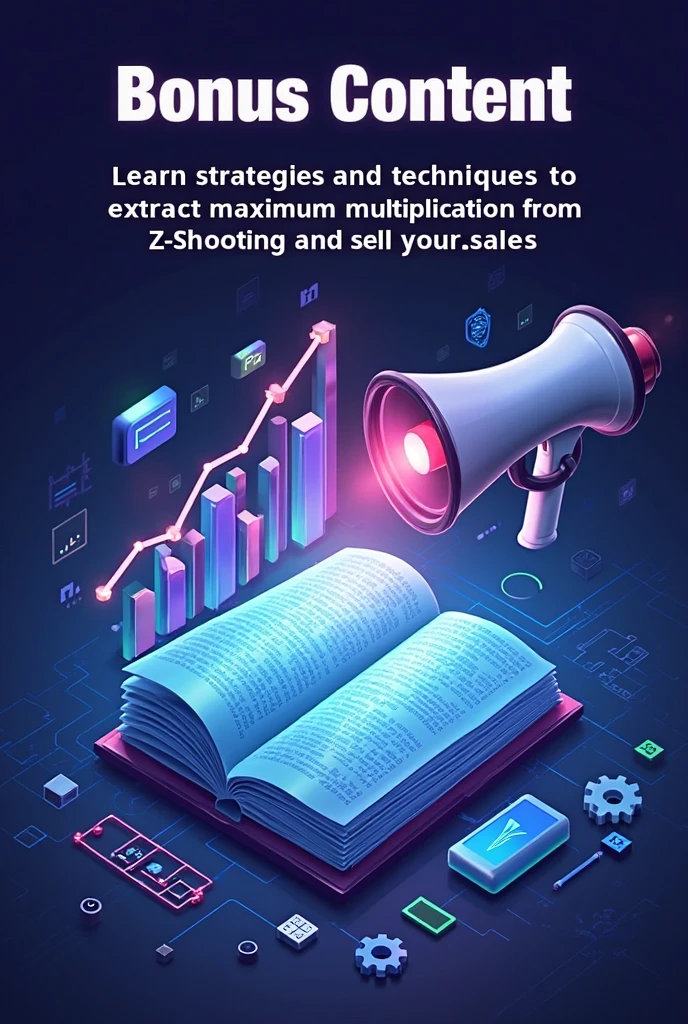 Bonus Content
Learn strategies and techniques to
extract maximum multiplication from
Z-Shooting and sell your.sales